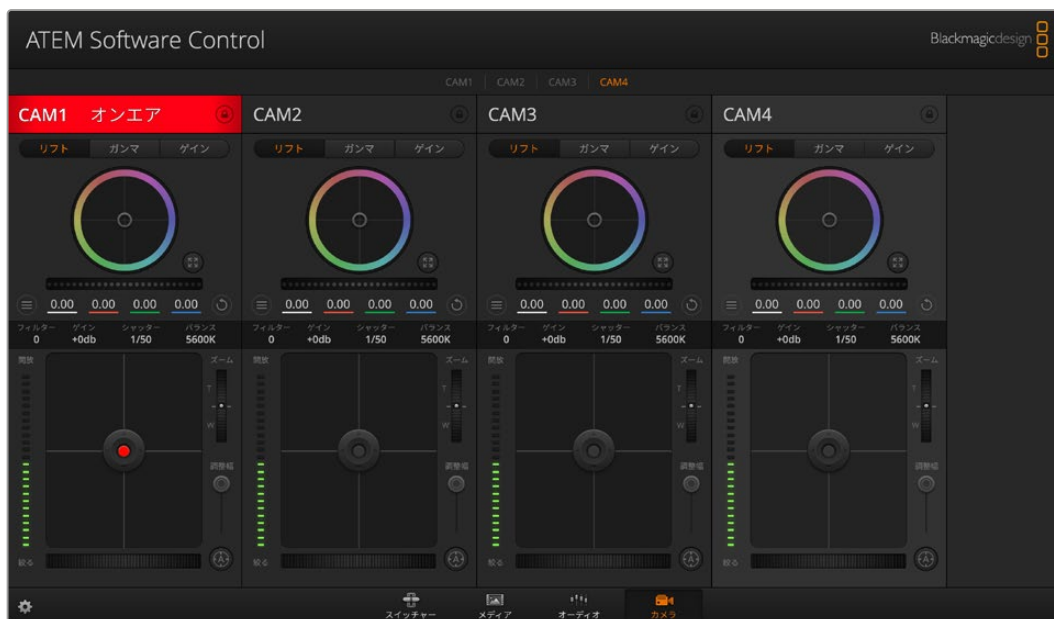 ATEM Software Control
Blackmagicdesign
CAM1 CAM2 CAM3 CAM4
CAM1 オンエア CAM2 CAM3 CAM4
リフト ガンマ ゲイン リフト ガンマ ゲイン リフト ガンマ ゲイン リフト ガンマ ゲイン
0.00 0.00 0.00 0.00 0.00 0.00 0.00 0.00 0.00 0.00 0.00 0.00 0.00 0.00 0.00 0.00
フィルター ゲイン シャッター バランス フィルター ゲイン シャッター バランス フィルター ゲイン シャッター バランス フィルター ゲイン シャッター バランス
0 +0db 1/50 5600K 0 +0db 1/50 5600K 0 +0db 1/50 5600K 0 +0db 1/50 5600K
開放 ズーム 開放 ズーム 開放 ズーム 開放 ズーム
T T T T
W W W W
調整幅 調整幅 調整幅 調整幅
絞る A 絞る A 絞る A 絞る A
スイッチャー メディア オーディオ カメラ